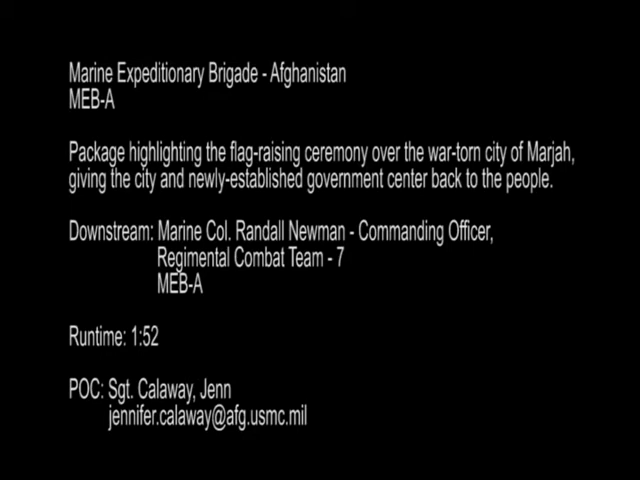 Marine Expeditionary Brigade - Afghanistan
MEB-A
Package highlighting the flag-raising ceremony over the war-torn city of Marjah,
giving the city and newly-established government center back to the people.
Downstream: Marine Col. Randall Newman - Commanding Officer,
Regimental Combat Team - 7
MEB-A
Runtime: 1:52
POC: Sgt. Calaway, Jenn
jennifer.calaway@afg.usmc.mil